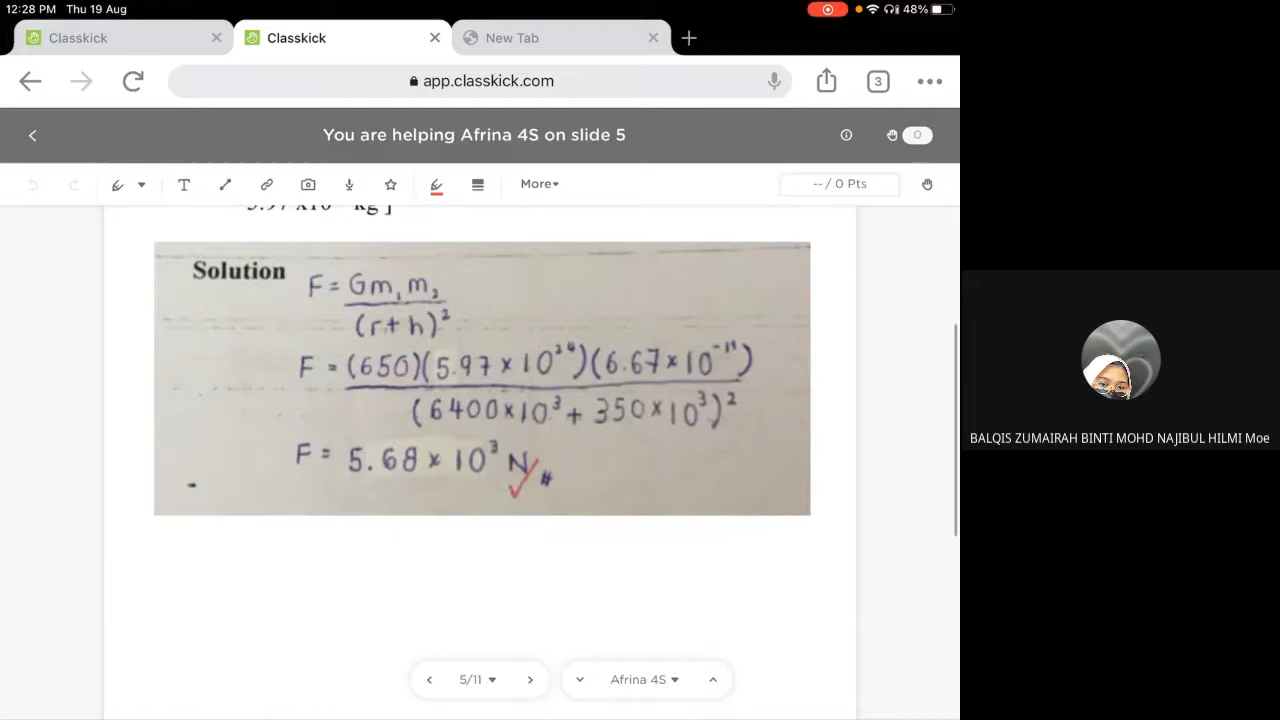 12:28 PM Thu 19 Aug
48%
Classkick
Classkick
New Tab
app.classkick.com
3
You are helping Afrina 4S on slide 5
0
T
More
-- / 0 Pts
Solution
F = Gm₁m₂
(r+h)²
F = (650)(5.97 × 10²⁴)(6.67 × 10⁻¹¹)
(6400×10³ + 350×10³)²
F = 5.68 × 10³ N
5/11
Afrina 4S
BALQIS ZUMAIRAH BINTI MOHD NAJIBUL HILMI Moe